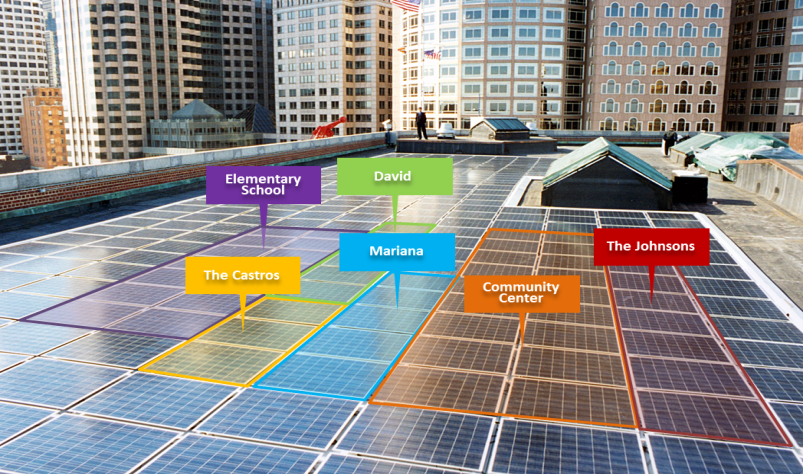 Elementary
School
David
Mariana
The Johnsons
The Castros
Community
Center